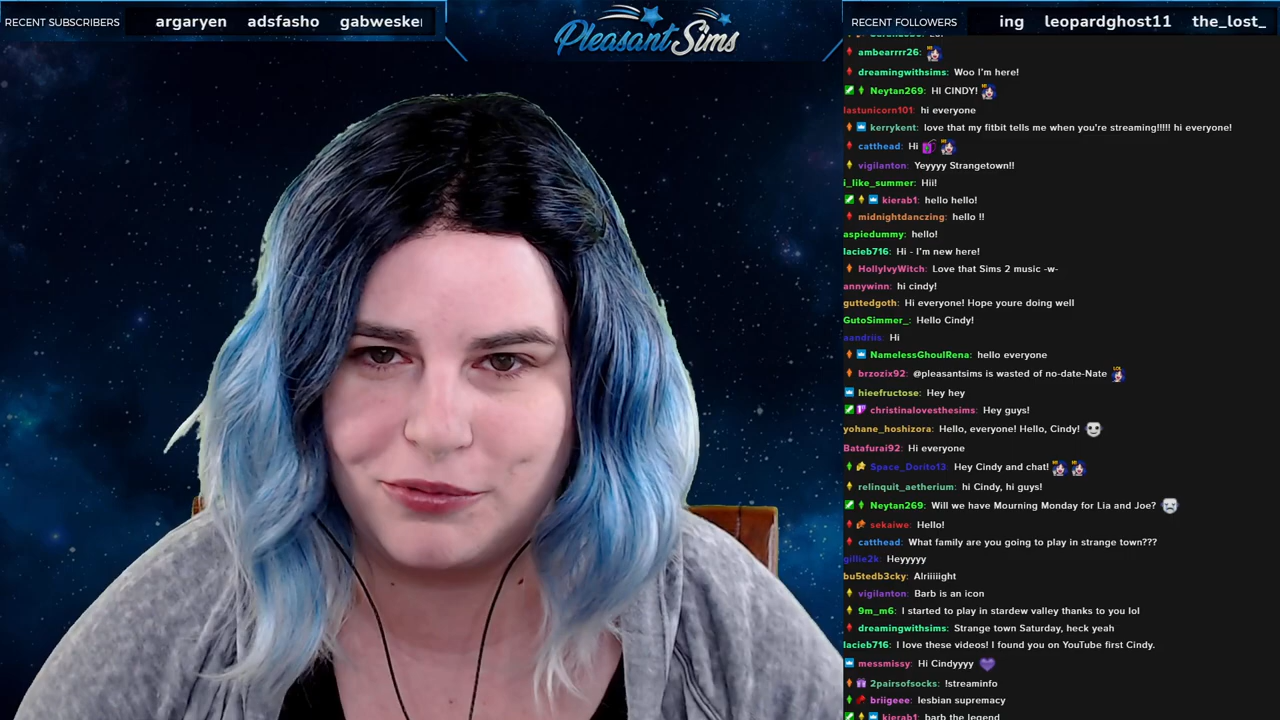 RECENT SUBSCRIBERS argaryen adsfasho gabweske
PleasantSims
RECENT FOLLOWERS ing leopardghost11 the_lost_
ambearrrr26:
dreamingwithsims: Woo I'm here!
Neytan269: HI CINDY!
lastunicorn101: hi everyone
kerrykent: love that my fitbit tells me when you're streaming!!!!! hi everyone!
catthead: Hi
vigilanton: Yeyyyy Strangetown!!
i_like_summer: Hii!
kierab1: hello hello!
midnightdanczing: hello !!
aspiedummy: hello!
lacieb716: Hi - I'm new here!
HollyIvyWitch: Love that Sims 2 music -w-
annywinn: hi cindy!
guttedgoth: Hi everyone! Hope youre doing well
GutoSimmer_: Hello Cindy!
aandriis: Hi
NamelessGhoulRena: hello everyone
brzozix92: @pleasantsims is wasted of no-date-Nate
hieefructose: Hey hey
christinalovesthesims: Hey guys!
yohane_hoshizora: Hello, everyone! Hello, Cindy!
Batafurai92: Hi everyone
Space_Dorito13: Hey Cindy and chat!
relinquit_aetherium: hi Cindy, hi guys!
Neytan269: Will we have Mourning Monday for Lia and Joe?
sekaiwe: Hello!
catthead: What family are you going to play in strange town???
gillie2k: Heyyyyy
bu5tedb3cky: Alriiiiight
vigilanton: Barb is an icon
9m_m6: I started to play in stardew valley thanks to you lol
dreamingwithsims: Strange town Saturday, heck yeah
lacieb716: I love these videos! I found you on YouTube first Cindy.
messmissy: Hi Cindyyyy
2pairsofsocks: !streaminfo
briigeee: lesbian supremacy
kierab1: barb the legend